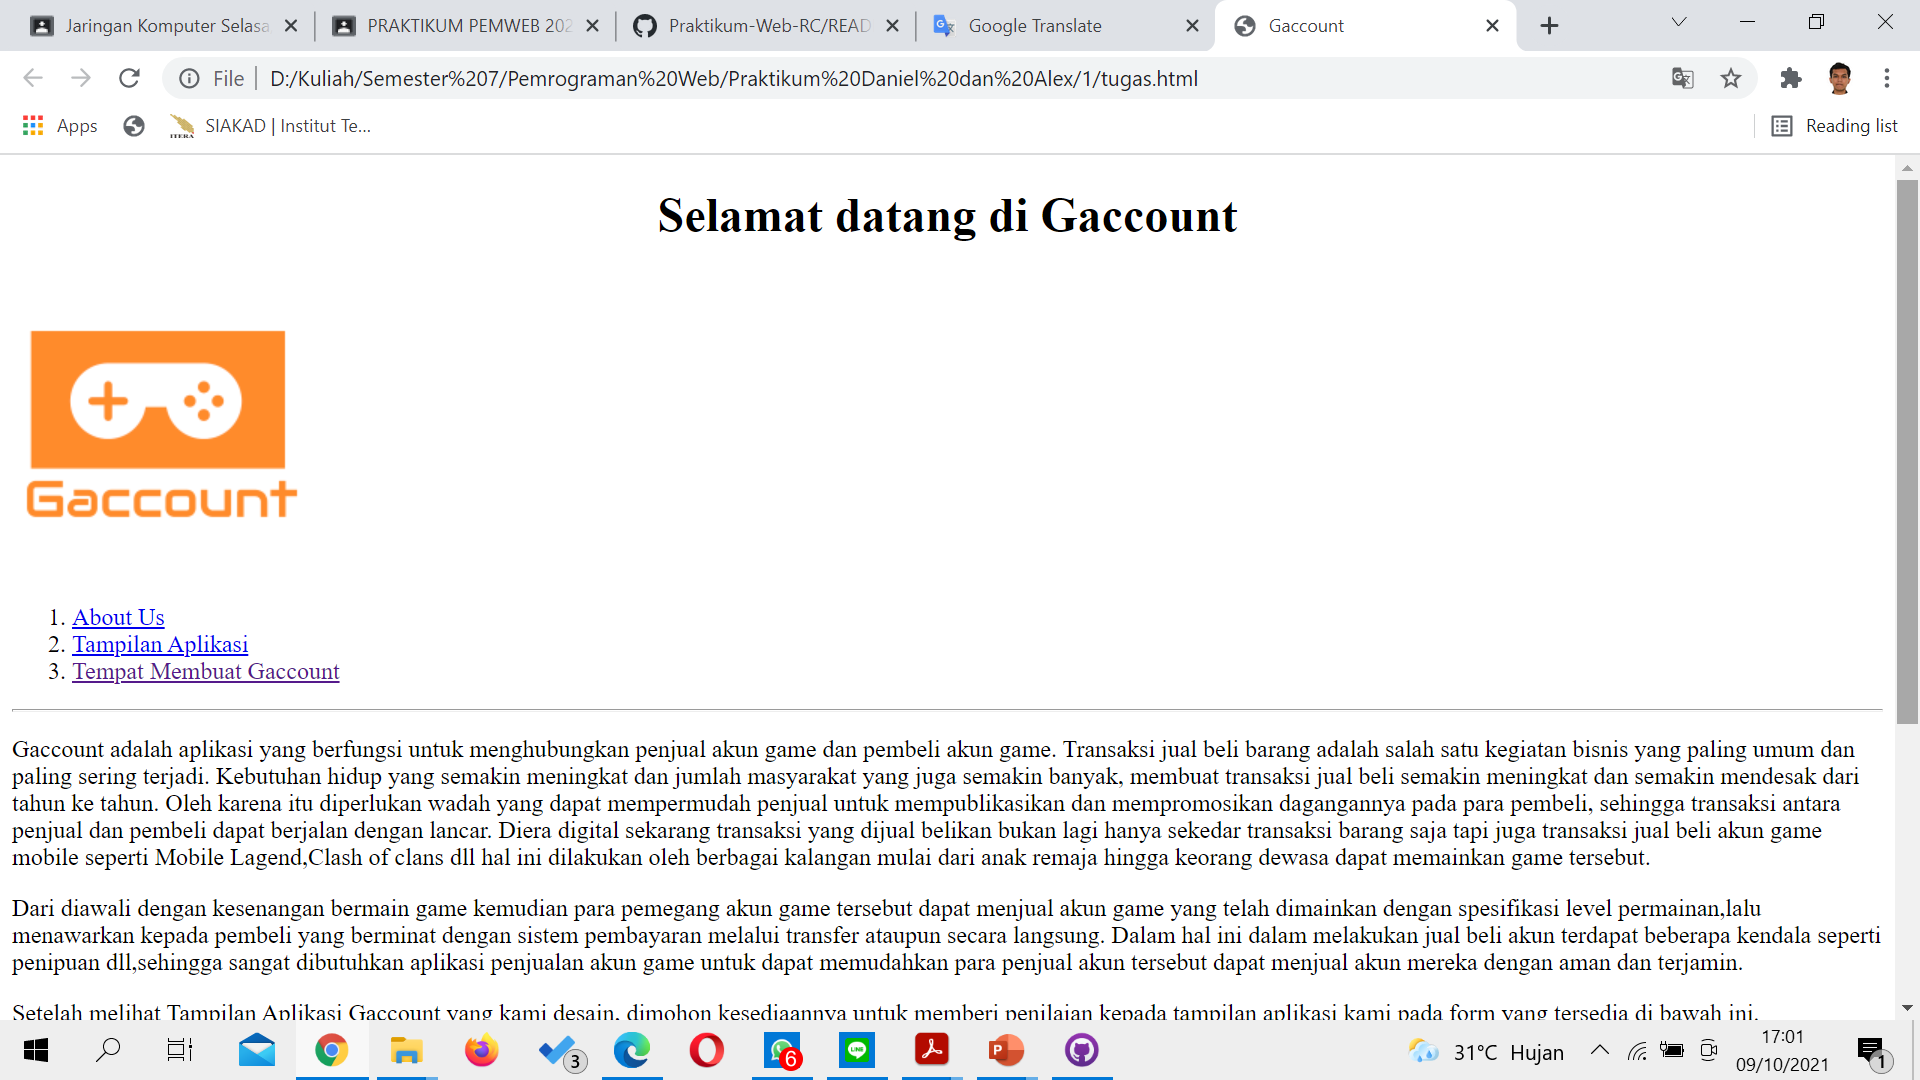 Jaringan Komputer Selasa
PRAKTIKUM PEMWEB 202
Praktikum-Web-RC/READ
Google Translate
Gaccount
File
D:/Kuliah/Semester%207/Pemrograman%20Web/Praktikum%20Daniel%20dan%20Alex/1/tugas.html
Apps
ITERA
SIAKAD | Institut Te...
Reading list
Selamat datang di Gaccount
Gaccount
1. About Us
2. Tampilan Aplikasi
3. Tempat Membuat Gaccount
Gaccount adalah aplikasi yang berfungsi untuk menghubungkan penjual akun game dan pembeli akun game. Transaksi jual beli barang adalah salah satu kegiatan bisnis yang paling umum dan
paling sering terjadi. Kebutuhan hidup yang semakin meningkat dan jumlah masyarakat yang juga semakin banyak, membuat transaksi jual beli semakin meningkat dan semakin mendesak dari
tahun ke tahun. Oleh karena itu diperlukan wadah yang dapat mempermudah penjual untuk mempublikasikan dan mempromosikan dagangannya pada para pembeli, sehingga transaksi antara
penjual dan pembeli dapat berjalan dengan lancar. Diera digital sekarang transaksi yang dijual belikan bukan lagi hanya sekedar transaksi barang saja tapi juga transaksi jual beli akun game
mobile seperti Mobile Lagend,Clash of clans dll hal ini dilakukan oleh berbagai kalangan mulai dari anak remaja hingga keorang dewasa dapat memainkan game tersebut.
Dari diawali dengan kesenangan bermain game kemudian para pemegang akun game tersebut dapat menjual akun game yang telah dimainkan dengan spesifikasi level permainan,lalu
menawarkan kepada pembeli yang berminat dengan sistem pembayaran melalui transfer ataupun secara langsung. Dalam hal ini dalam melakukan jual beli akun terdapat beberapa kendala seperti
penipuan dll,sehingga sangat dibutuhkan aplikasi penjualan akun game untuk dapat memudahkan para penjual akun tersebut dapat menjual akun mereka dengan aman dan terjamin.
Setelah melihat Tampilan Aplikasi Gaccount yang kami desain, dimohon kesediaannya untuk memberi penilaian kepada tampilan aplikasi kami pada form yang tersedia di bawah ini.
3
6
LINE
31°C Hujan
17:01
09/10/2021
1